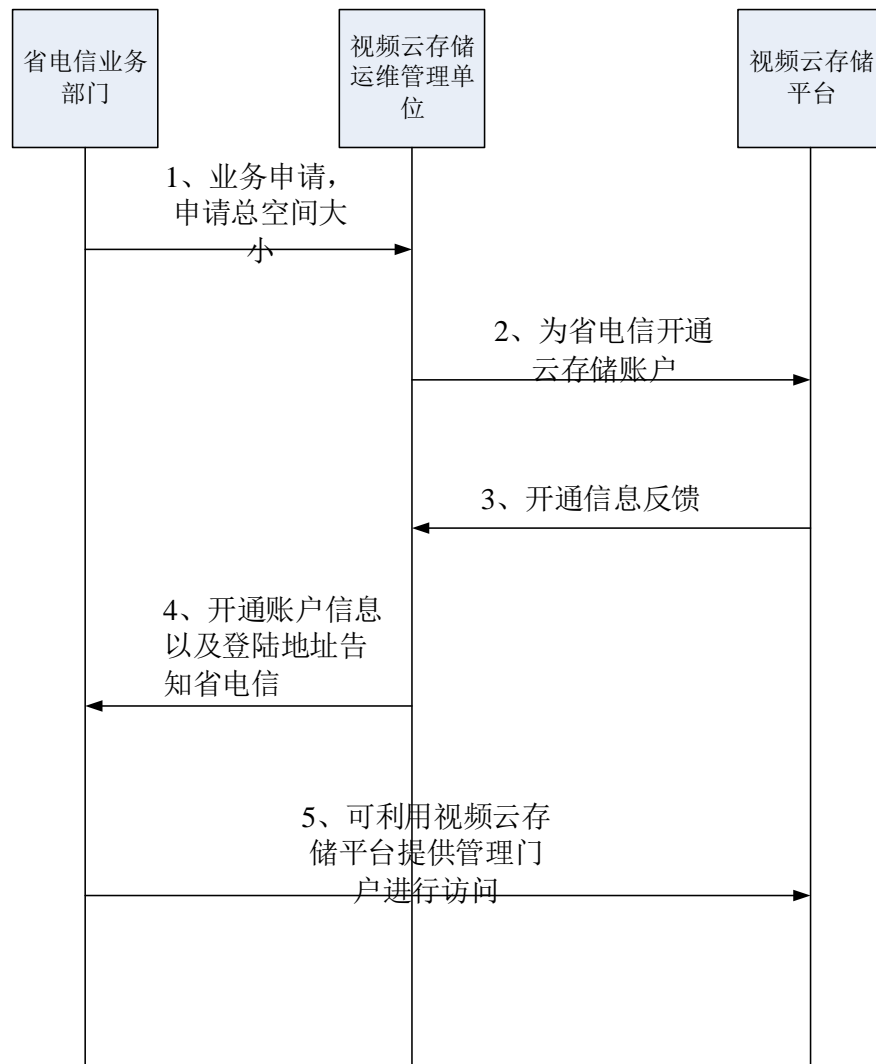 省电信业务
部门
视频云存储
运维管理单
位
视频云存储
平台
1、业务申请，
申请总空间大
小
2、为省电信开通
云存储账户
3、开通信息反馈
4、开通账户信息
以及登陆地址告
知省电信
5、可利用视频云存
储平台提供管理门
户进行访问